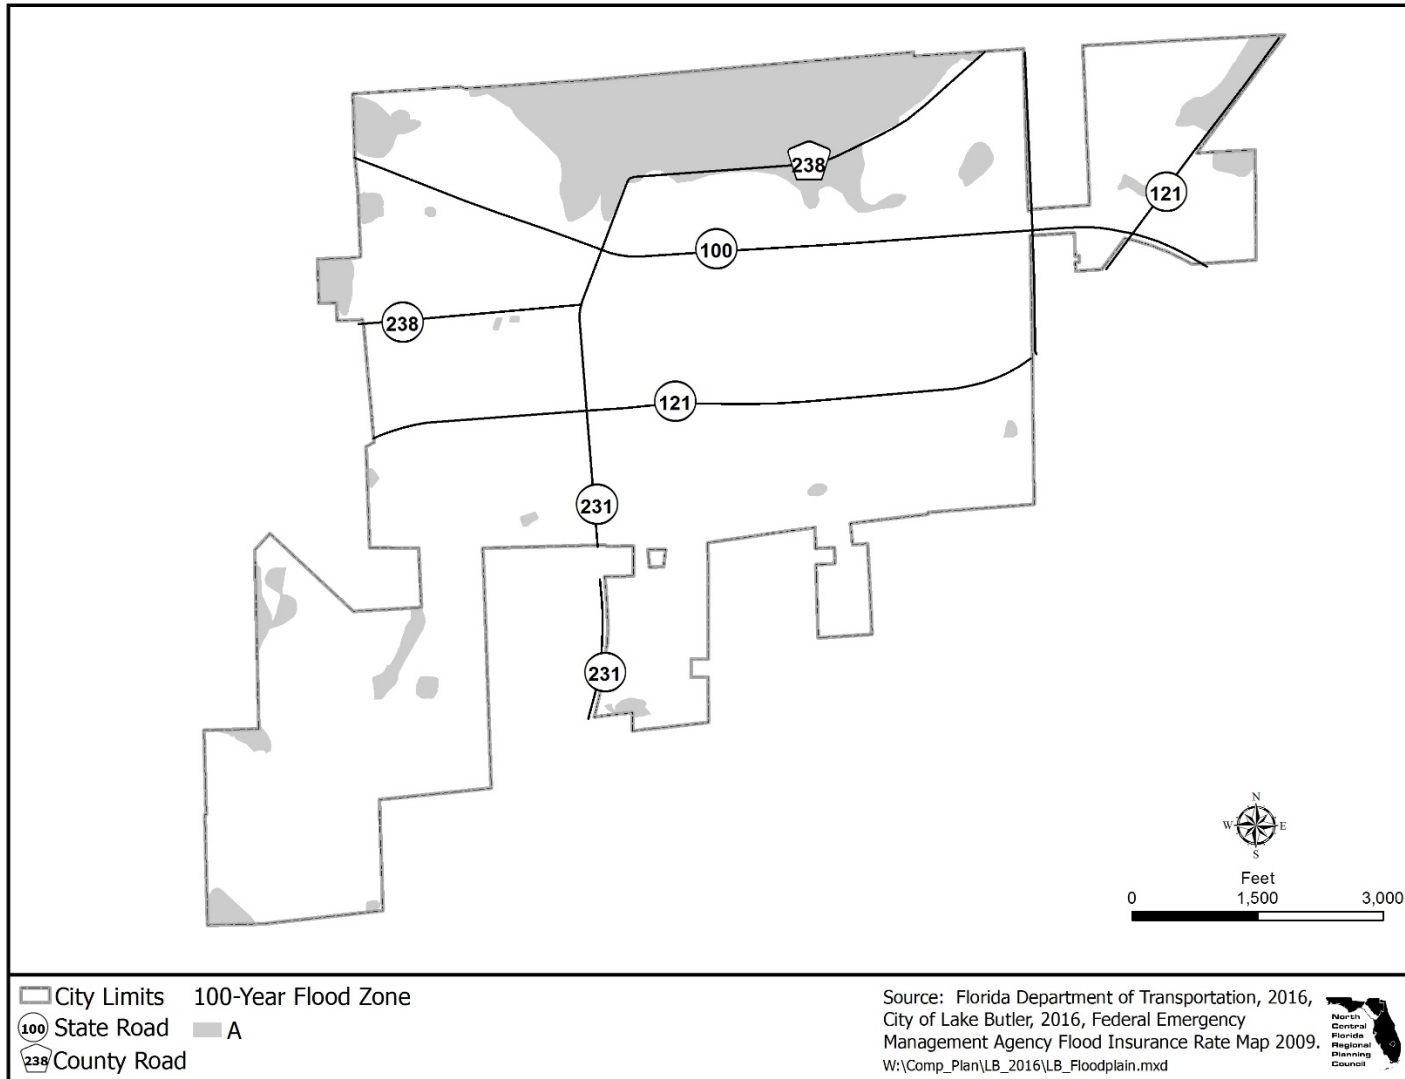 238
121
100
238
121
231
231
N
W E
S
Feet
0 1,500 3,000
City Limits 100-Year Flood Zone
100 State Road A
238 County Road
Source: Florida Department of Transportation, 2016,
City of Lake Butler, 2016, Federal Emergency
Management Agency Flood Insurance Rate Map 2009.
W:\Comp_Plan\LB_2016\LB_Floodplain.mxd
North
Central
Florida
Regional
Planning
Council